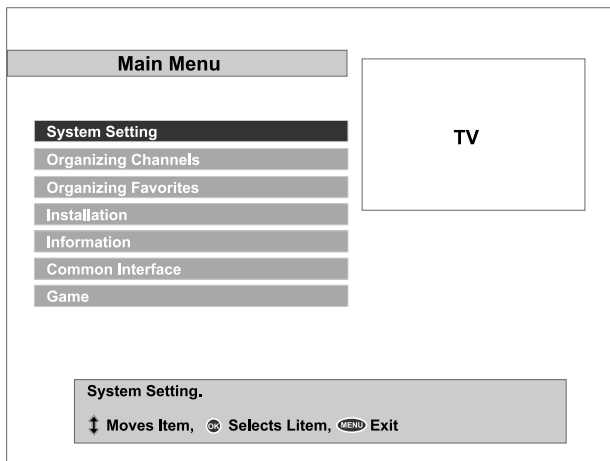 Main Menu
TV
System Setting
Organizing Channels
Organizing Favorites
Installation
Information
Common Interface
Game
System Setting.
Moves Item, OK Selects Litem, MENU Exit